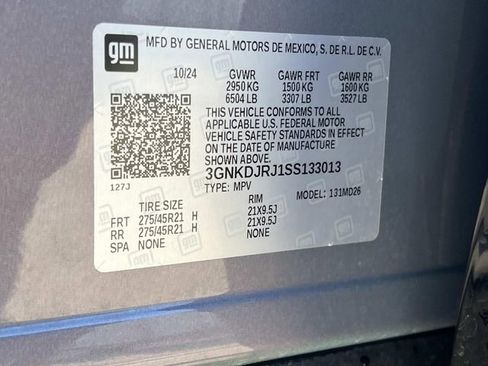 gm MFD BY GENERAL MOTORS DE MEXICO, S. DE R.L. DE C.V.
10/24 GVWR GAWR FRT GAWR RR
2950 KG 1500 KG 1600 KG
6504 LB 3307 LB 3527 LB
THIS VEHICLE CONFORMS TO ALL
APPLICABLE U.S. FEDERAL MOTOR
VEHICLE SAFETY STANDARDS IN EFFECT
ON THE DATE OF MANUFACTURE
SHOWN ABOVE.
3GNKDJRJ1SS133013
127J TYPE: MPV MODEL: 131MD26
TIRE SIZE RIM
FRT 275/45R21 H 21X9.5J
RR 275/45R21 H 21X9.5J
SPA NONE NONE